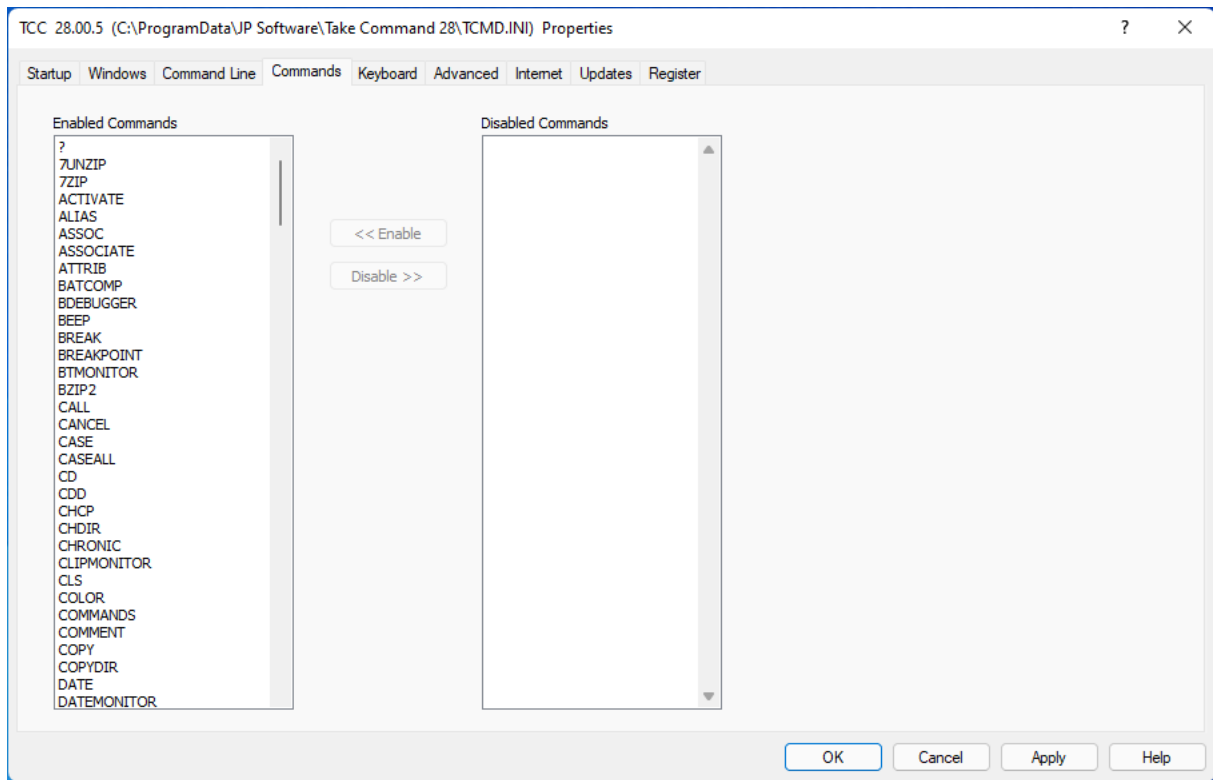 TCC 28.00.5 (C:\ProgramData\JP Software\Take Command 28\TCMD.INI) Properties
Startup Windows Command Line Commands Keyboard Advanced Internet Updates Register
Enabled Commands
?
7UNZIP
7ZIP
ACTIVATE
ALIAS
ASSOC
ASSOCIATE
ATTRIB
BATCOMP
BDEBUGGER
BEEP
BREAK
BREAKPOINT
BTMONITOR
BZIP2
CALL
CANCEL
CASE
CASEALL
CD
CDD
CHCP
CHDIR
CHRONIC
CLIPMONITOR
CLS
COLOR
COMMANDS
COMMENT
COPY
COPYDIR
DATE
DATEMONITOR
<< Enable
Disable >>
Disabled Commands
OK Cancel Apply Help